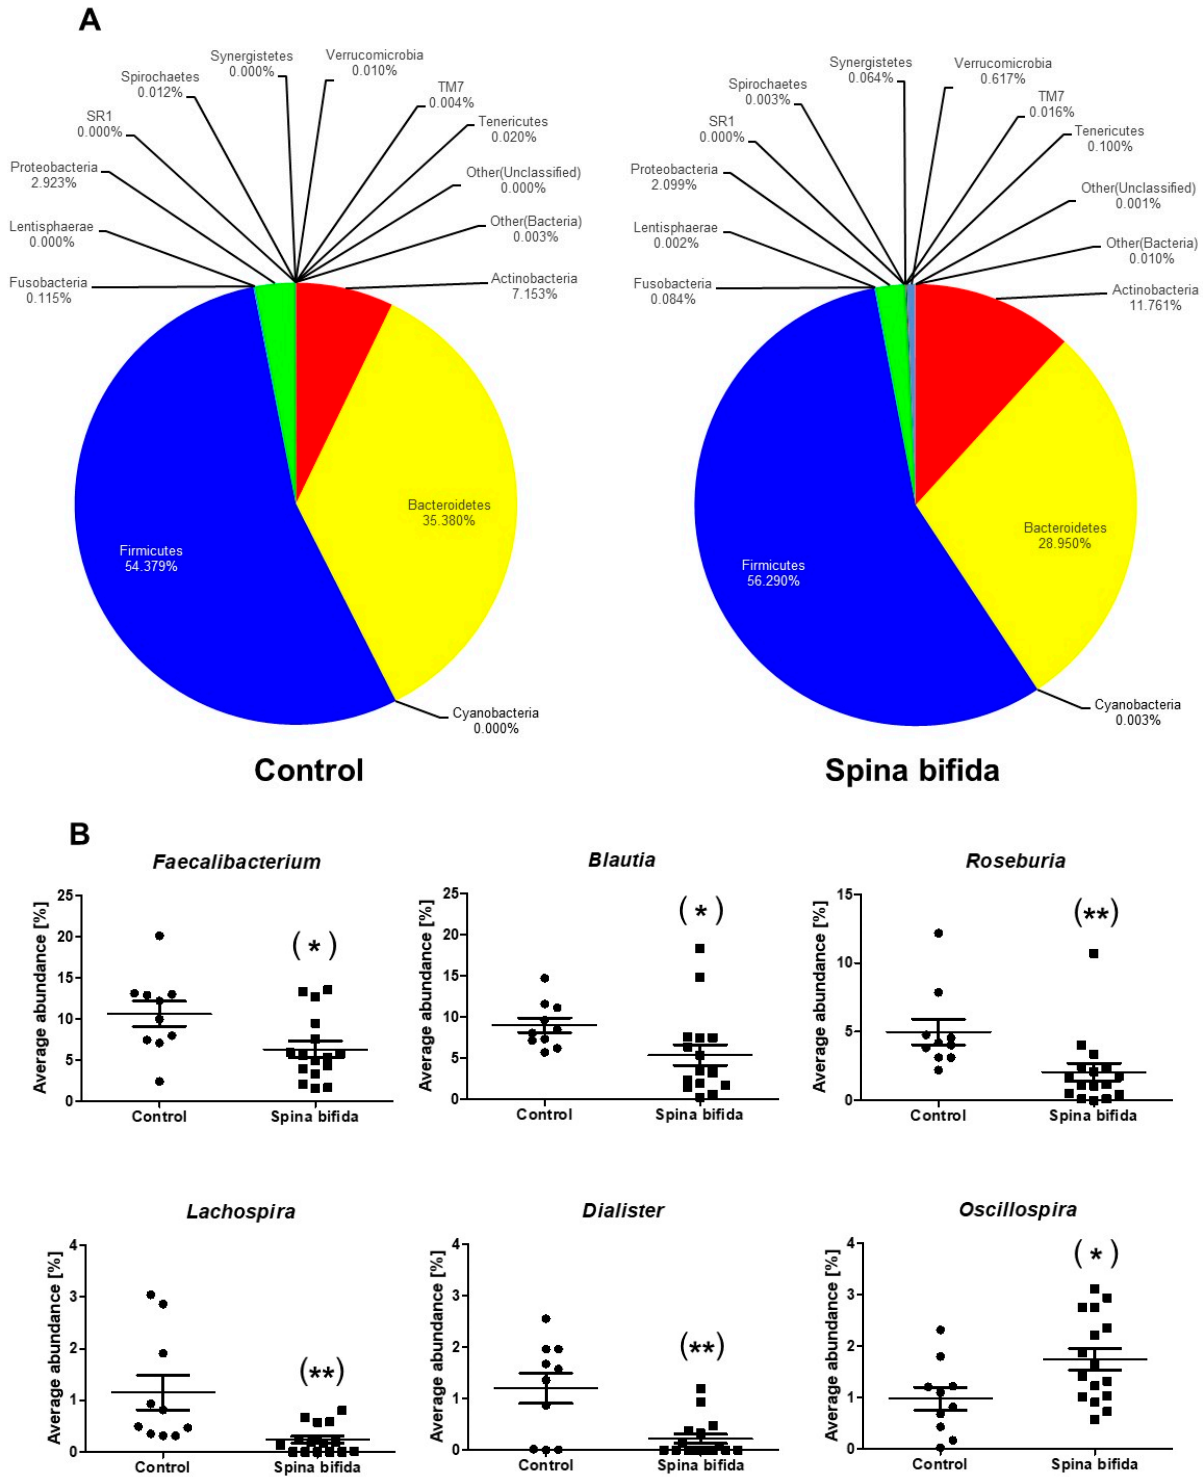 A
Synergistetes
0.000%
Verrucomicrobia
0.010%
Spirochaetes
0.012%
TM7
0.004%
SR1
0.000%
Tenericutes
0.020%
Proteobacteria
2.923%
Other(Unclassified)
0.000%
Lentisphaerae
0.000%
Other(Bacteria)
0.003%
Fusobacteria
0.115%
Actinobacteria
7.153%
Bacteroidetes
35.380%
Firmicutes
54.379%
Cyanobacteria
0.000%
Control
Synergistetes
0.064%
Verrucomicrobia
0.617%
Spirochaetes
0.003%
TM7
0.016%
SR1
0.000%
Tenericutes
0.100%
Proteobacteria
2.099%
Other(Unclassified)
0.001%
Lentisphaerae
0.002%
Other(Bacteria)
0.010%
Fusobacteria
0.084%
Actinobacteria
11.761%
Bacteroidetes
28.950%
Firmicutes
56.290%
Cyanobacteria
0.003%
Spina bifida
B
Faecalibacterium
Average abundance [%]
25
20
15
10
5
0
(*)
Control
Spina bifida
Blautia
Average abundance [%]
25
20
15
10
5
0
(*)
Control
Spina bifida
Roseburia
Average abundance [%]
15
10
5
0
(**)
Control
Spina bifida
Lachospira
Average abundance [%]
4
3
2
1
0
(**)
Control
Spina bifida
Dialister
Average abundance [%]
4
3
2
1
0
(**)
Control
Spina bifida
Oscillospira
Average abundance [%]
4
3
2
1
0
(*)
Control
Spina bifida